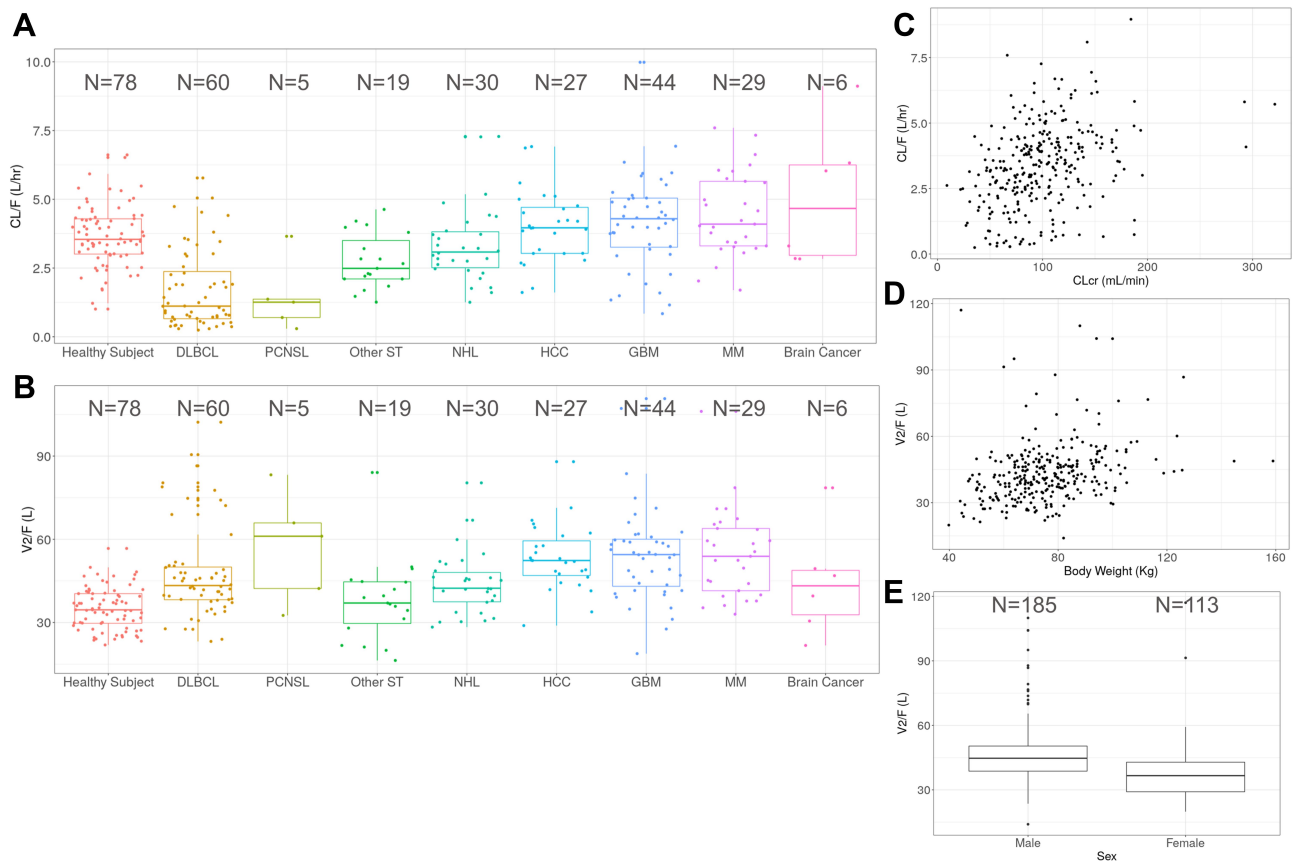 A
N=78 N=60 N=5 N=19 N=30 N=27 N=44 N=29 N=6
10.0
7.5
5.0
2.5
0.0
CL/F (L/hr)
Healthy Subject DLBCL PCNSL Other ST NHL HCC GBM MM Brain Cancer
B
N=78 N=60 N=5 N=19 N=30 N=27 N=44 N=29 N=6
90
60
30
V2/F (L)
Healthy Subject DLBCL PCNSL Other ST NHL HCC GBM MM Brain Cancer
C
7.5
5.0
2.5
0.0
CL/F (L/hr)
0 100 200 300
CLcr (mL/min)
D
120
90
60
30
V2/F (L)
40 80 120 160
Body Weight (Kg)
E
N=185 N=113
120
90
60
30
V2/F (L)
Male Female
Sex